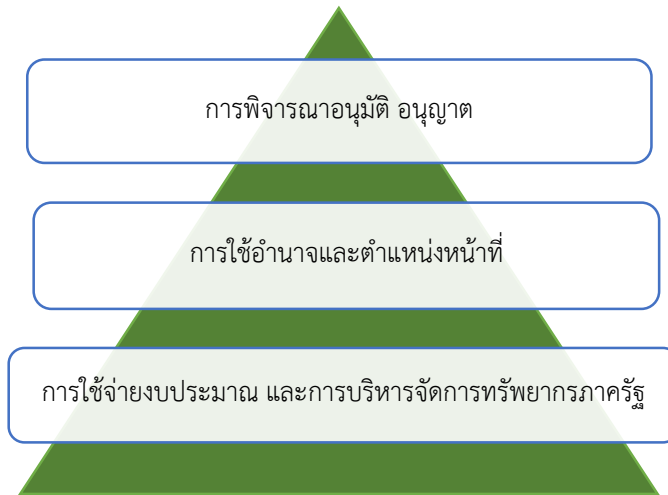 การพิจารณาอนุมัติ อนุญาต
การใช้อำนาจและตำแหน่งหน้าที่
การใช้จ่ายงบประมาณ และการบริหารจัดการทรัพยากรภาครัฐ